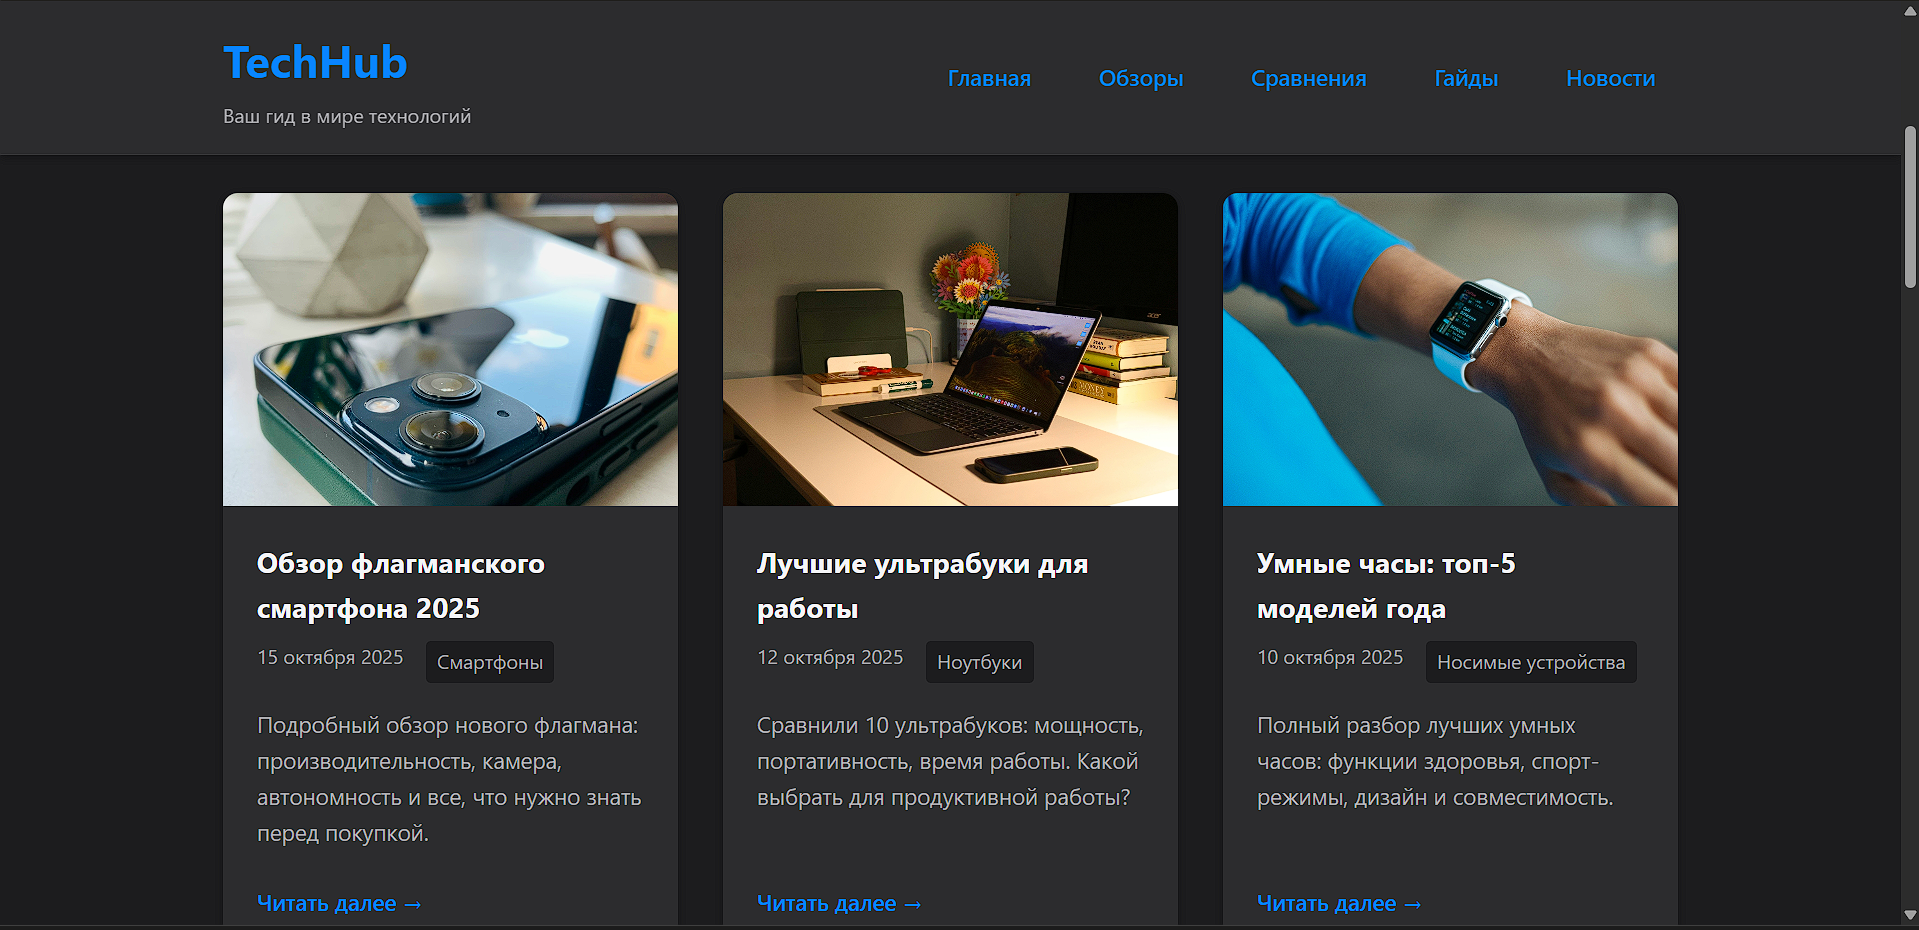 TechHub
Ваш гид в мире технологий
Главная
Обзоры
Сравнения
Гайды
Новости
acer
Обзор флагманского
смартфона 2025
15 октября 2025
Смартфоны
Подробный обзор нового флагмана:
производительность, камера,
автономность и все, что нужно знать
перед покупкой.
Читать далее →
Лучшие ультрабуки для
работы
12 октября 2025
Ноутбуки
Сравнили 10 ультрабуков: мощность,
портативность, время работы. Какой
выбрать для продуктивной работы?
Читать далее →
Умные часы: топ-5
моделей года
10 октября 2025
Носимые устройства
Полный разбор лучших умных
часов: функции здоровья, спорт-
режимы, дизайн и совместимость.
Читать далее →